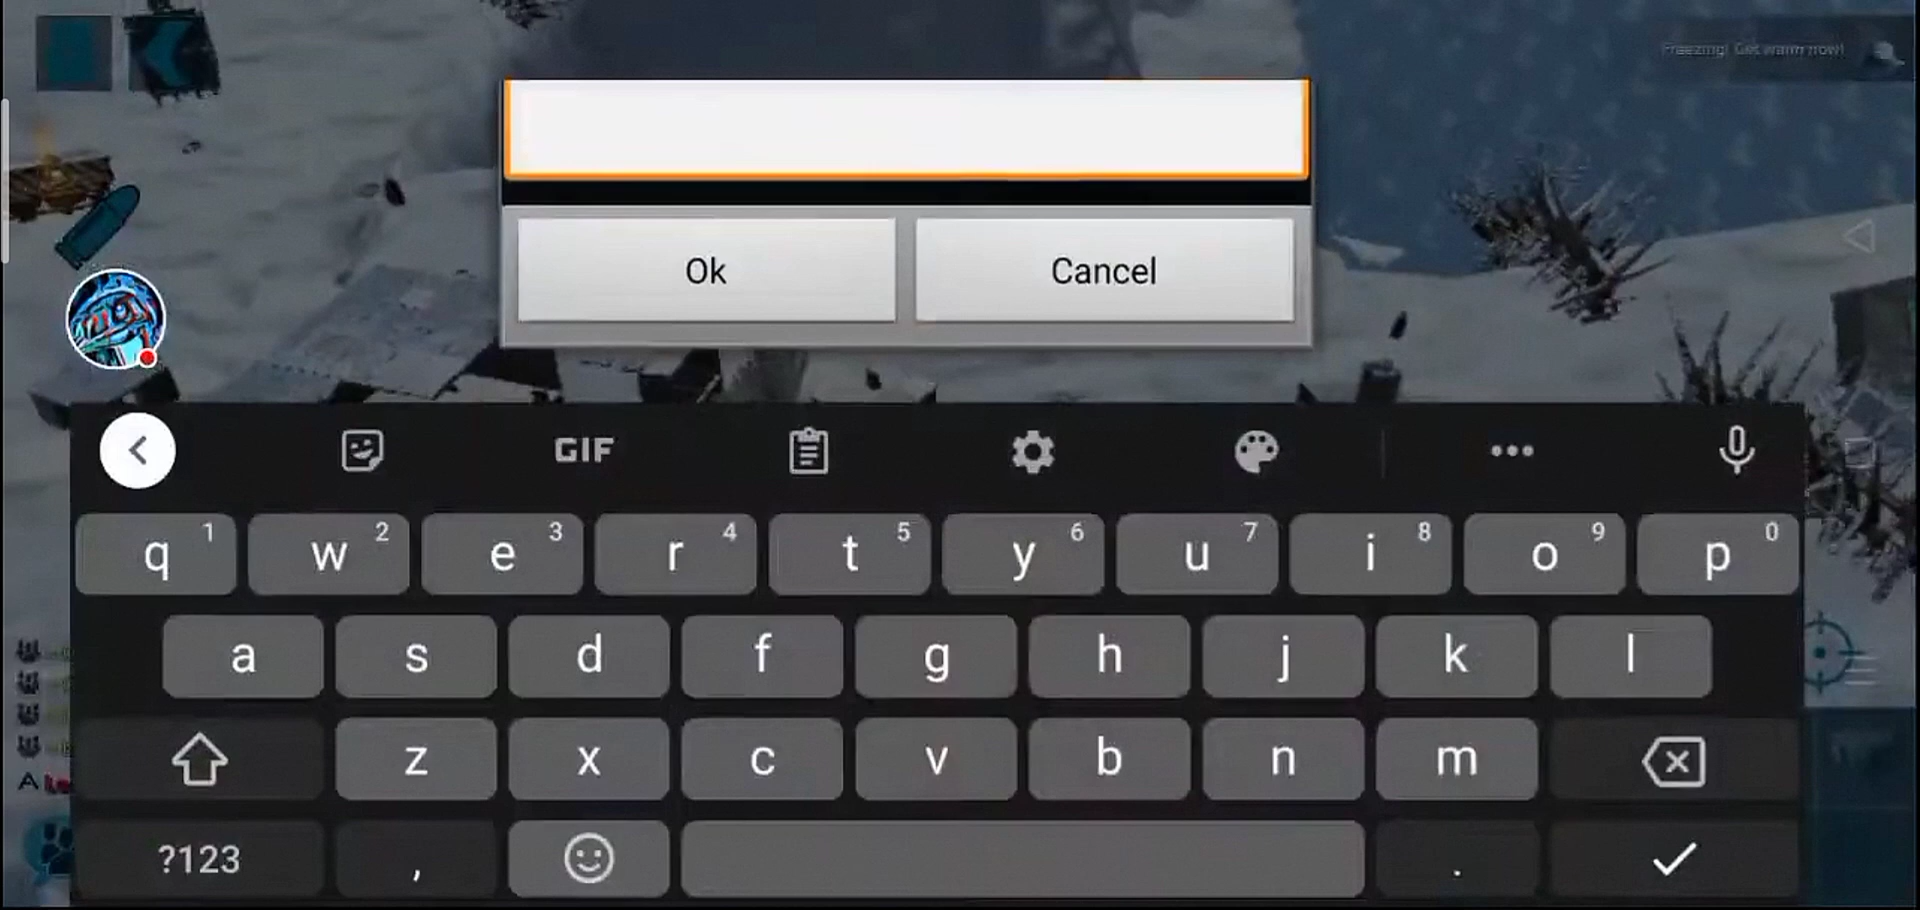 Freezing! Get warm now!
Ok Cancel
GIF
q 1 w 2 e 3 r 4 t 5 y 6 u 7 i 8 o 9 p 0
a s d f g h j k l
z x c v b n m
A
?123 , .